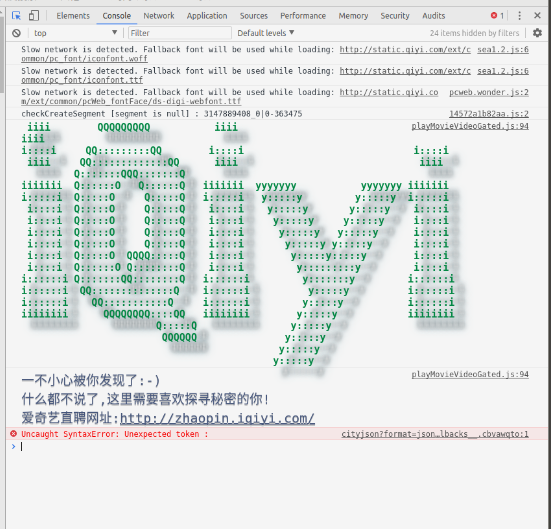 Elements Console Network Application Sources Performance Memory Security Audits 1
top Filter Default levels 24 items hidden by filters
Slow network is detected. Fallback font will be used while loading: http://static.qiyi.com/ext/c sea1.2.js:6
ommon/pc_font/iconfont.woff
Slow network is detected. Fallback font will be used while loading: http://static.qiyi.com/ext/c sea1.2.js:6
ommon/pc_font/iconfont.ttf
Slow network is detected. Fallback font will be used while loading: http://static.qiyi.co pcweb.wonder.js:2
m/ext/common/pcWeb_fontFace/ds-digi-webfont.ttf
checkCreateSegment [segment is null] : 3147889408_0|0-363475 14572a1b82aa.js:2
playMovieVideoGated.js:94
iiii QQQQQQQQQ iiii
iQiyi
playMovieVideoGated.js:94
一不小心被你发现了:-)
什么都不说了,这里需要喜欢探寻秘密的你!
爱奇艺直聘网址:http://zhaopin.iqiyi.com/
Uncaught SyntaxError: Unexpected token : cityjson?format=json…lbacks__.cbvawqto:1